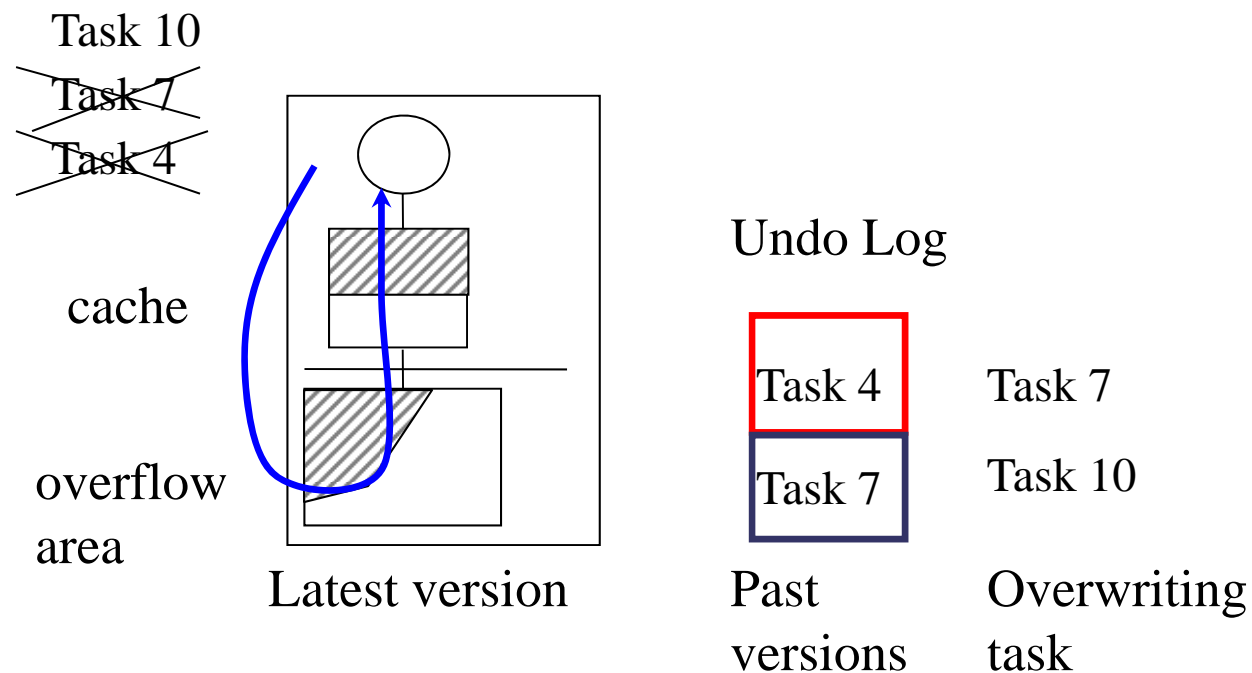 Task 10
Task 7
Task 4
cache
overflow
area
Latest version
Undo Log
Task 4
Task 7
Task 7
Task 10
Past
versions
Overwriting
task